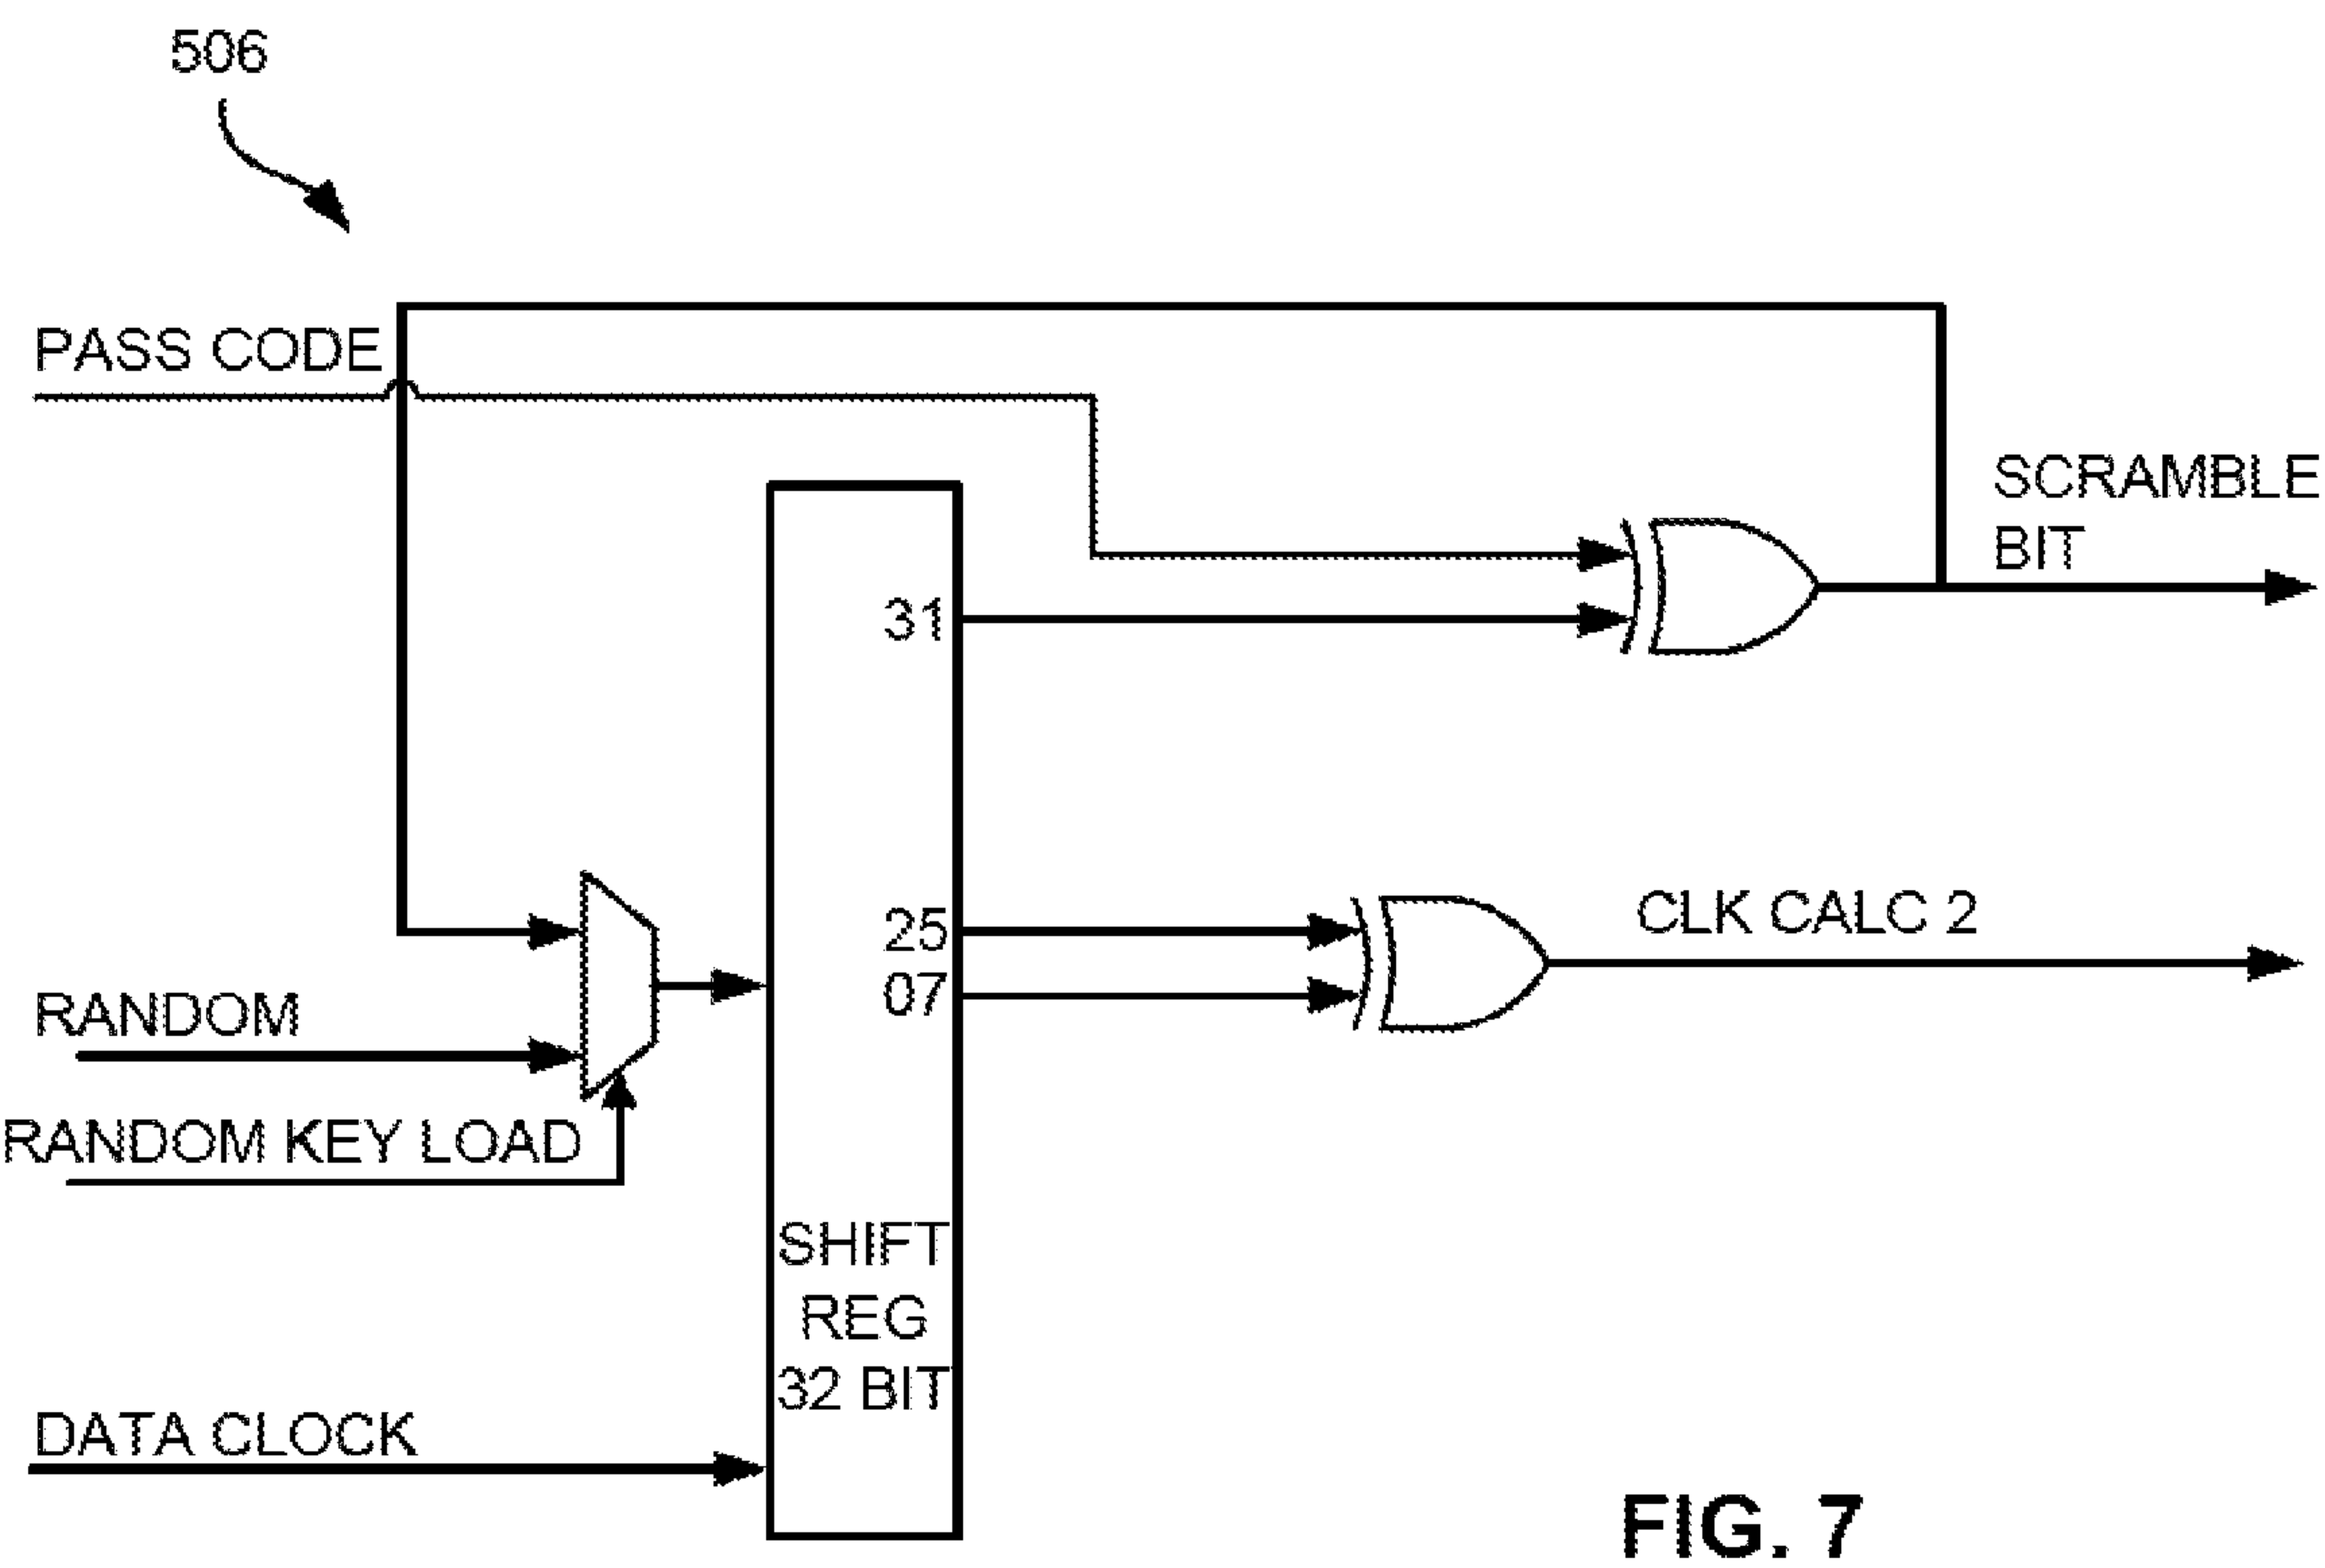 506
PASS CODE
SCRAMBLE
BIT
31
25
CLK CALC 2
07
RANDOM
RANDOM KEY LOAD
SHIFT
REG
32 BIT
DATA CLOCK
FIG. 7